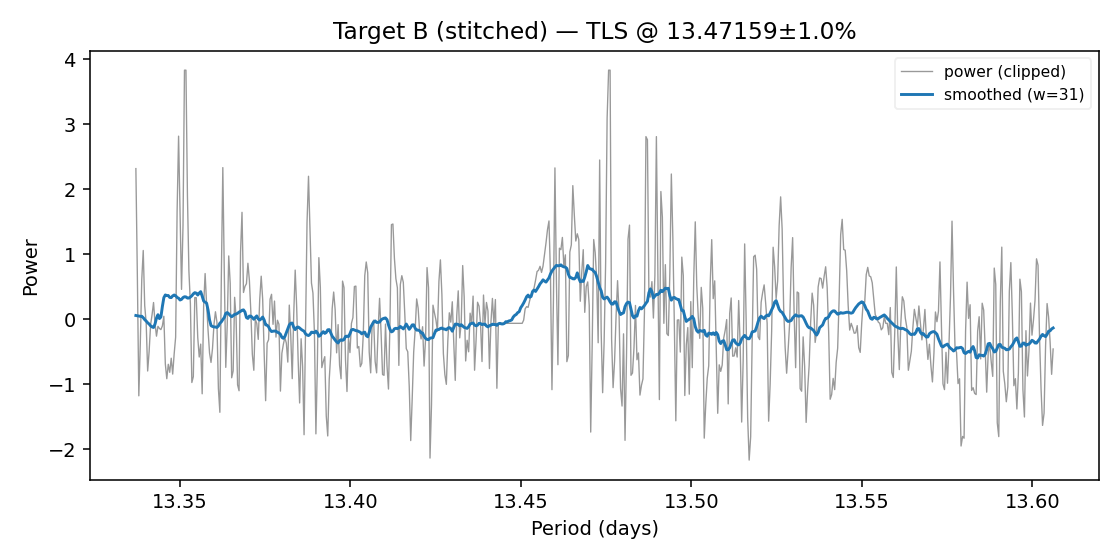 Target B (stitched) — TLS @ 13.47159±1.0%
power (clipped)
smoothed (w=31)
Power
4
3
2
1
0
−1
−2
13.35 13.40 13.45 13.50 13.55 13.60
Period (days)